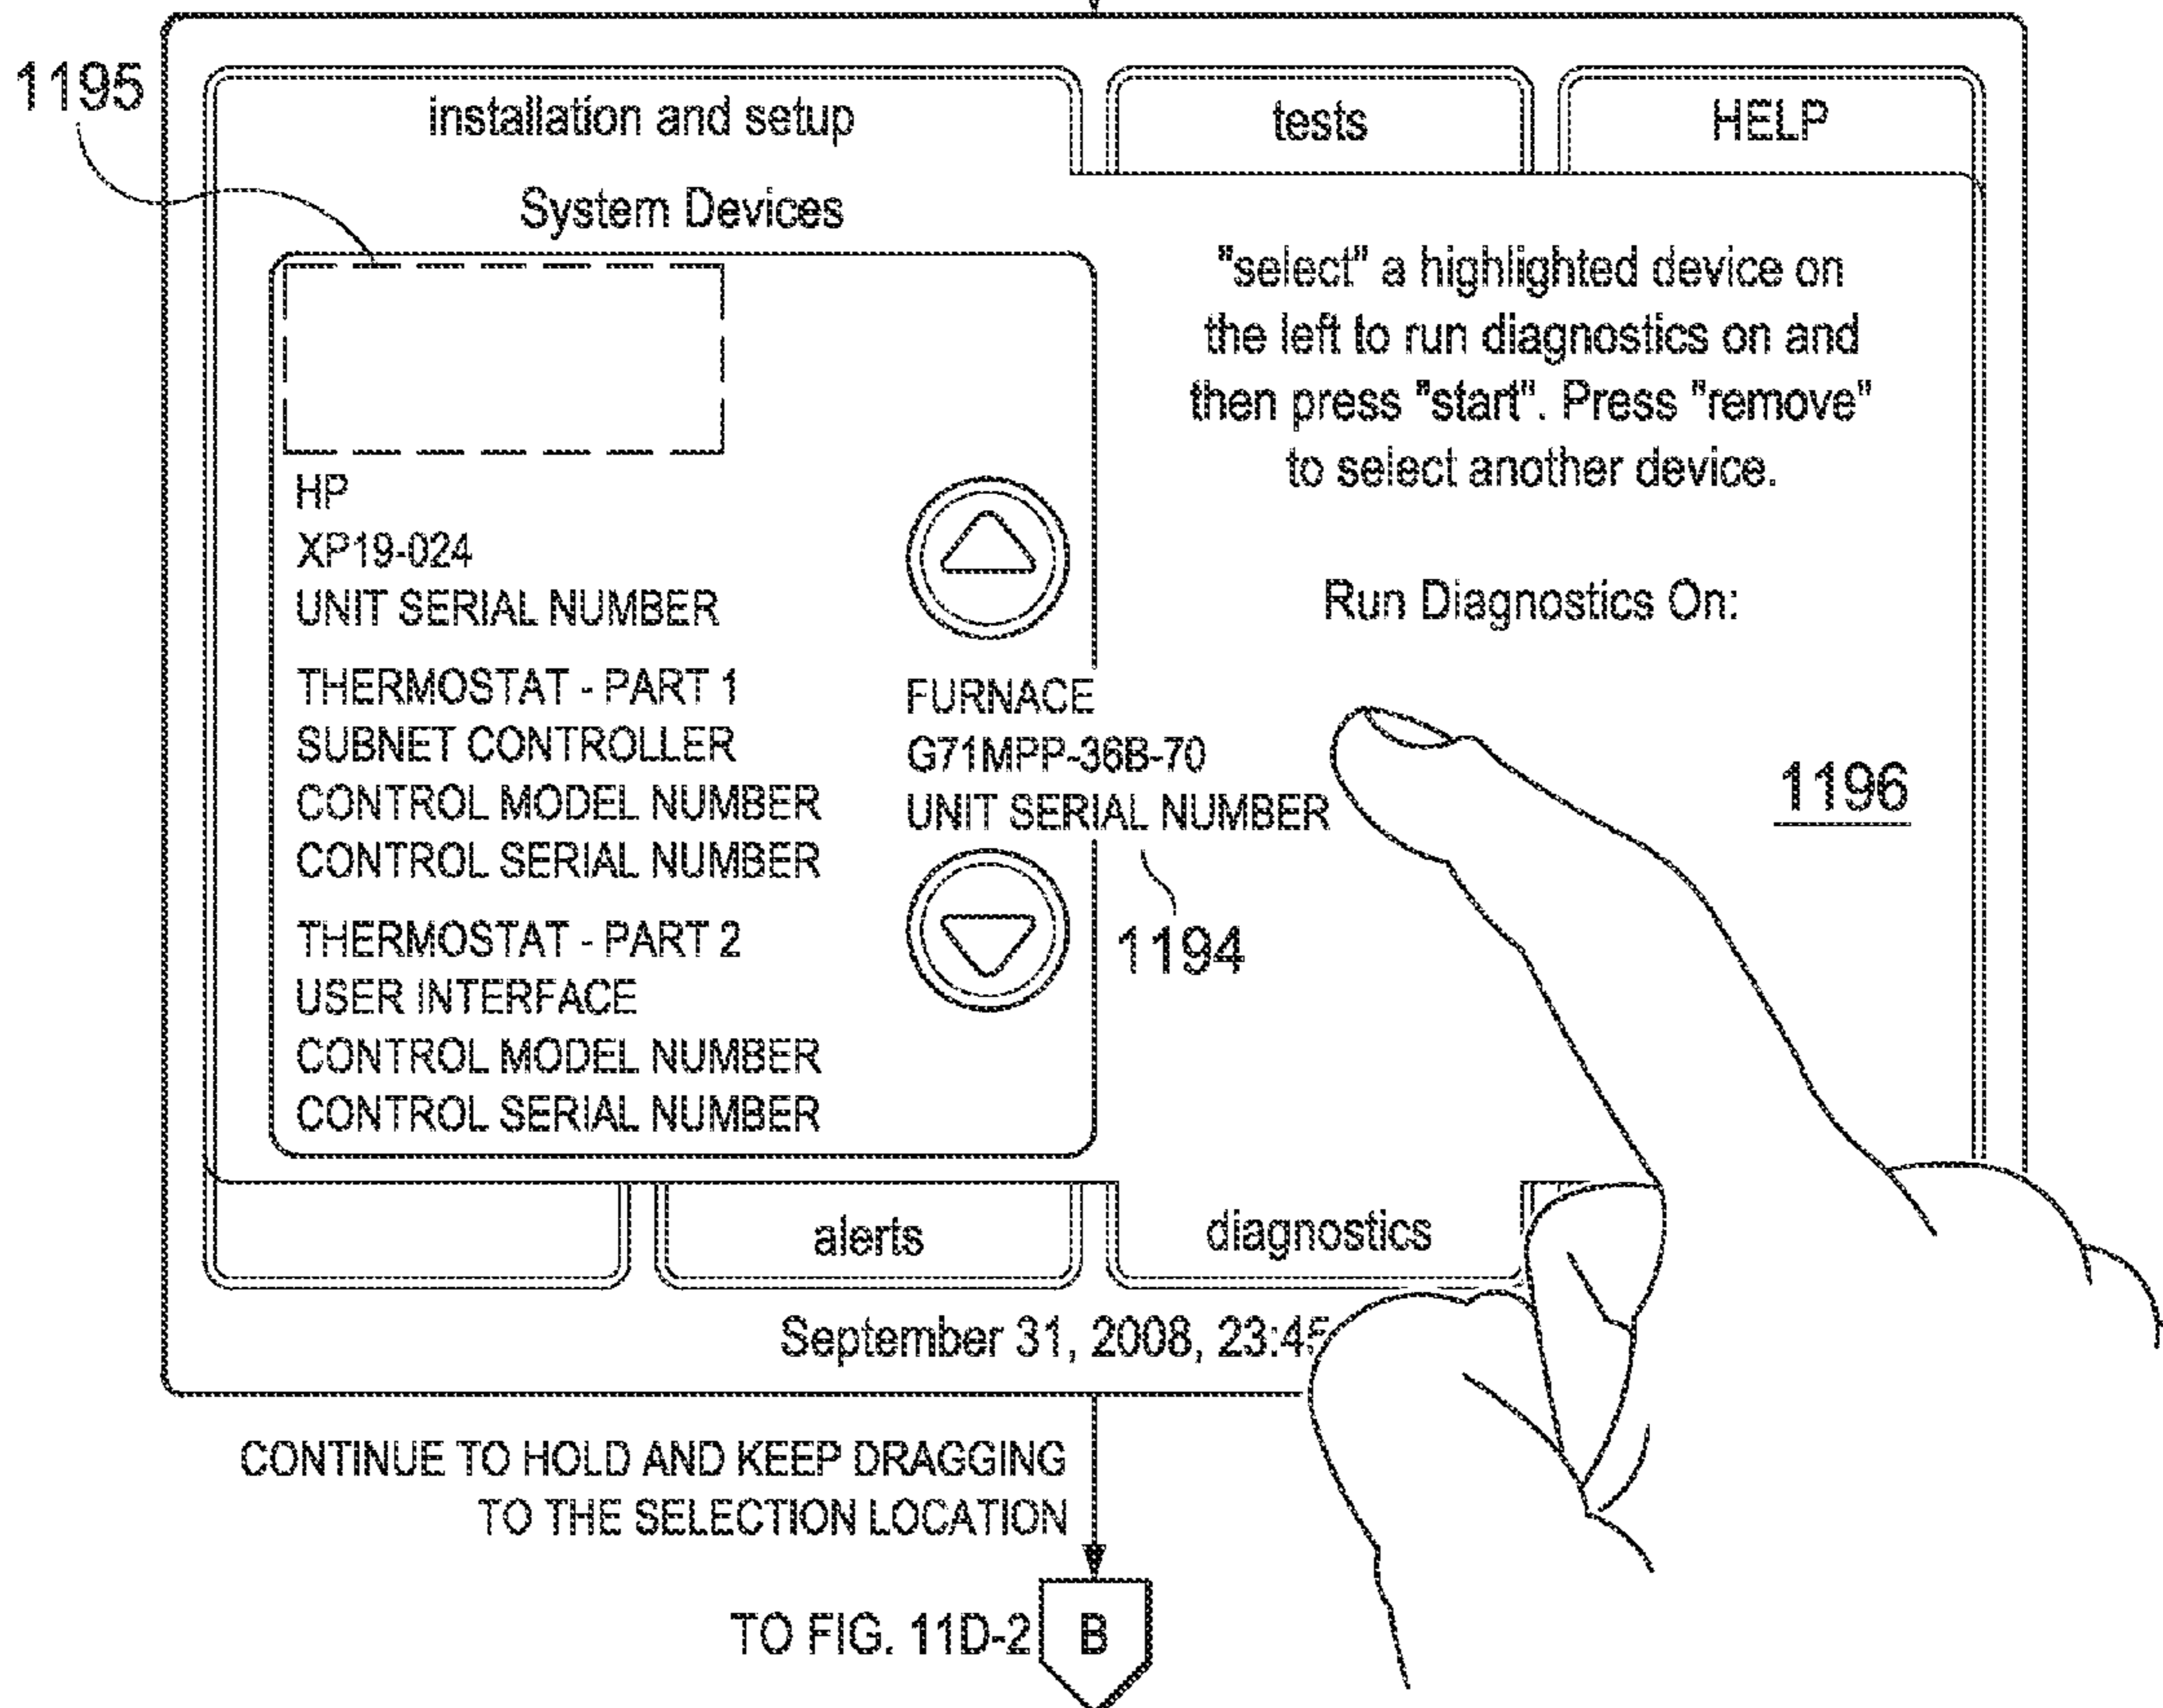 1195
installation and setup
tests
HELP
System Devices
"select" a highlighted device on
the left to run diagnostics on and
then press "start". Press "remove"
to select another device.
HP
XP19-024
UNIT SERIAL NUMBER
Run Diagnostics On:
THERMOSTAT - PART 1
SUBNET CONTROLLER
CONTROL MODEL NUMBER
CONTROL SERIAL NUMBER
FURNACE
G71MPP-36B-70
UNIT SERIAL NUMBER
1196
1194
THERMOSTAT - PART 2
USER INTERFACE
CONTROL MODEL NUMBER
CONTROL SERIAL NUMBER
alerts
diagnostics
September 31, 2008, 23:45
CONTINUE TO HOLD AND KEEP DRAGGING
TO THE SELECTION LOCATION
TO FIG. 11D-2
B